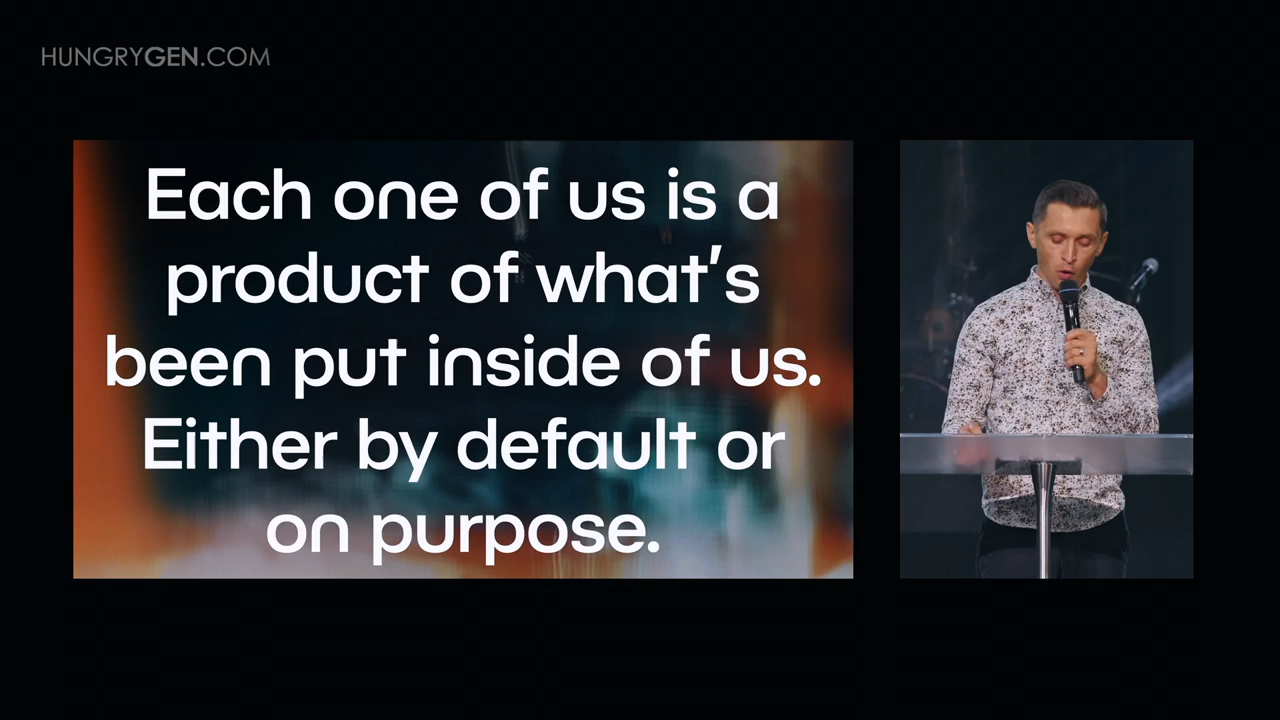 HUNGRYGEN.COM
Each one of us is a
product of what's
been put inside of us.
Either by default or
on purpose.